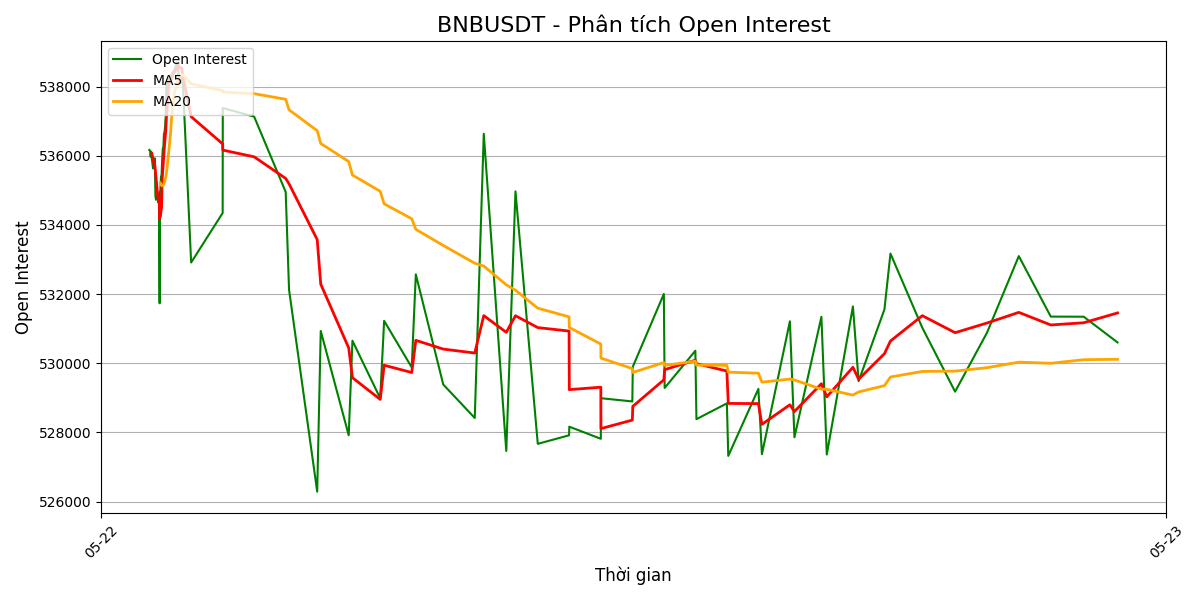 BNBUSDT - Phân tích Open Interest
Open Interest
MA5
MA20
Open Interest
538000
536000
534000
532000
530000
528000
526000
05-22
05-23
Thời gian